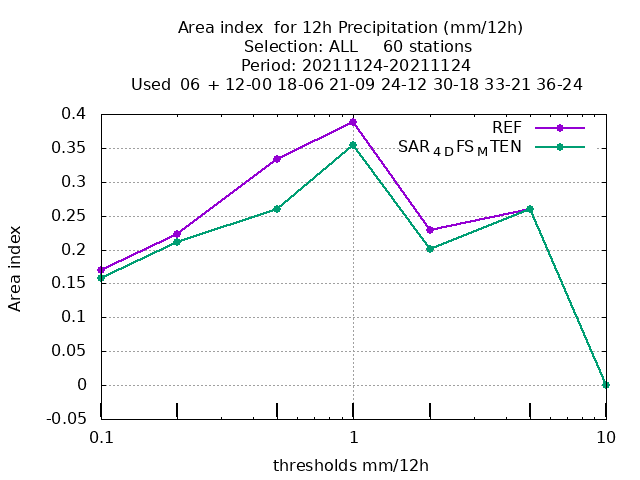 Area index  for 12h Precipitation (mm/12h)
Selection: ALL     60 stations
Period: 20211124-20211124
Used  06 + 12-00 18-06 21-09 24-12 30-18 33-21 36-24
REF
SAR4DFSMTEN
0.4
0.35
0.3
0.25
0.2
0.15
0.1
0.05
0
-0.05
Area index
0.1 1 10
thresholds mm/12h